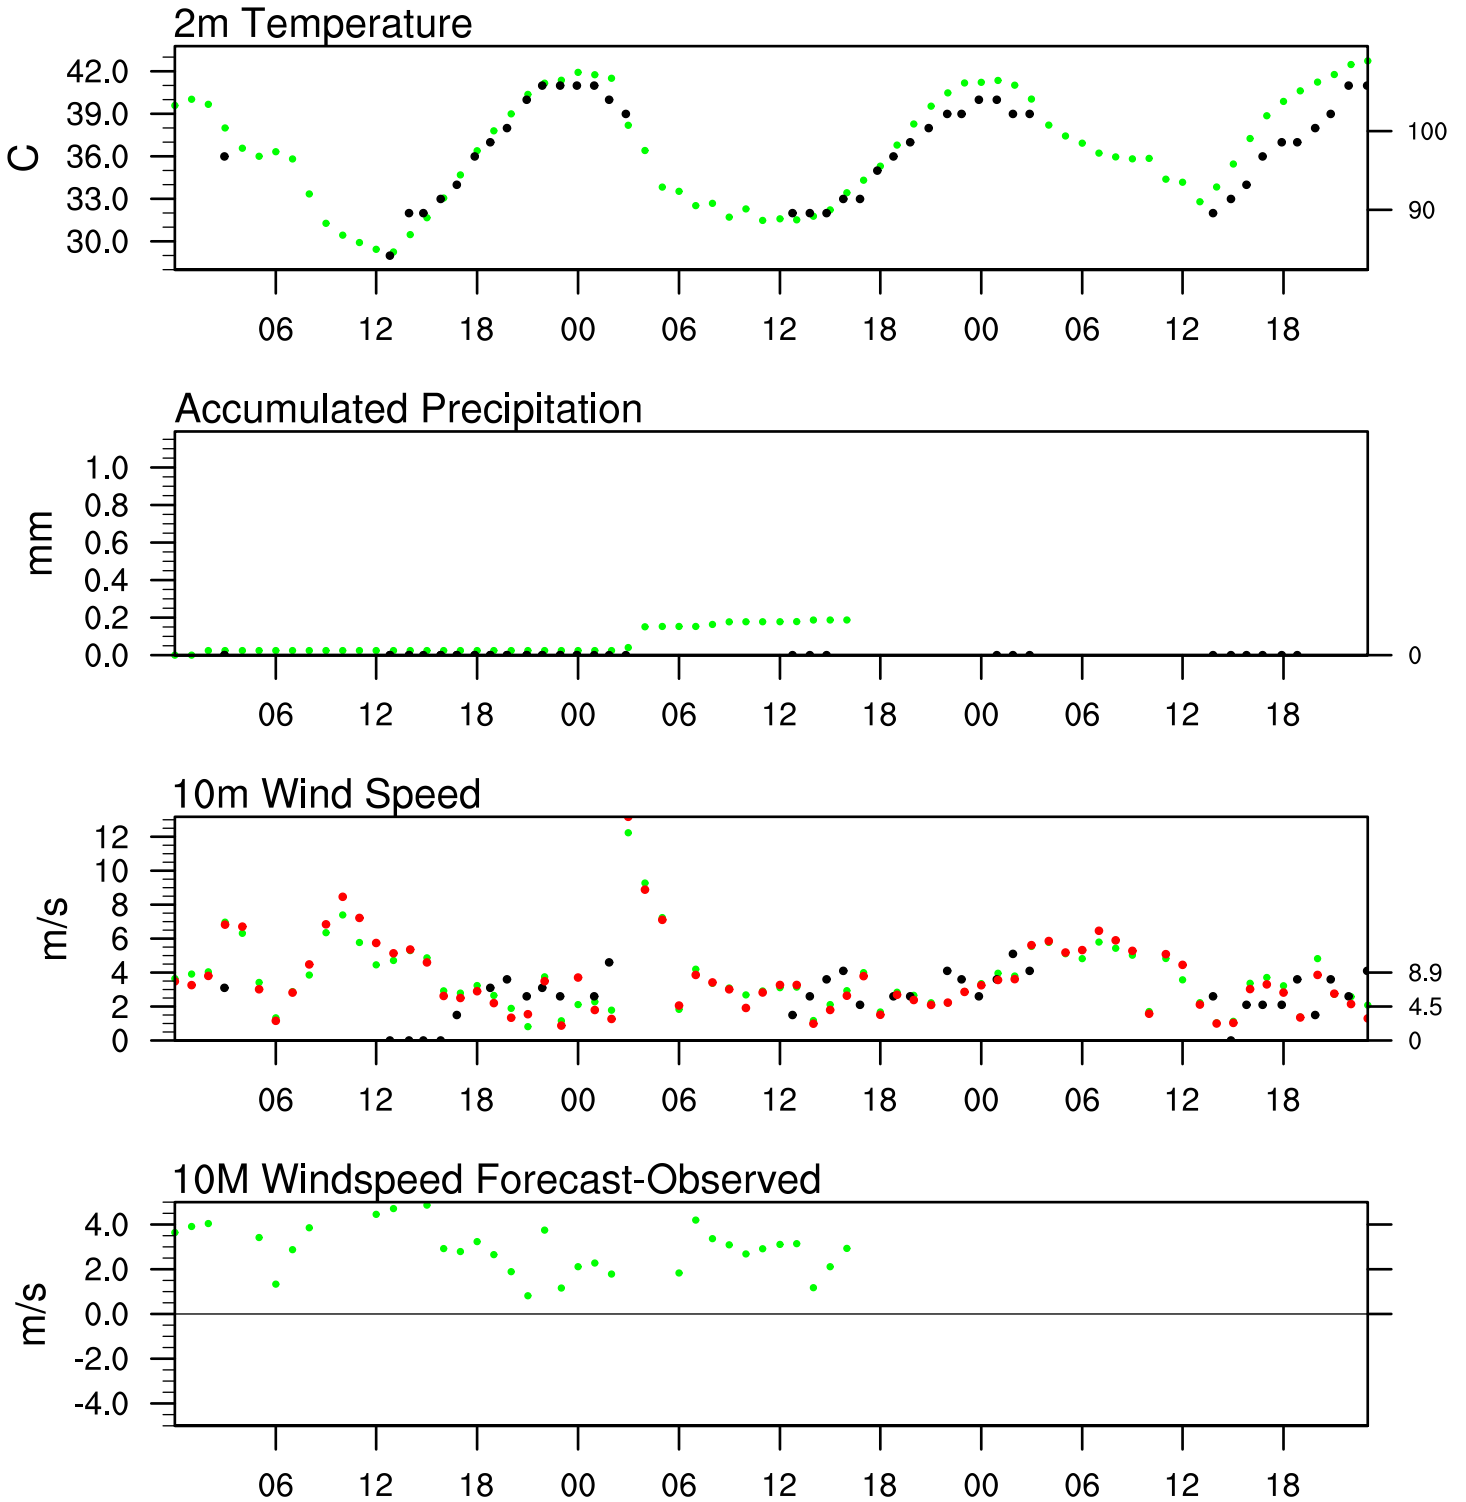 2m Temperature
C
42.0
39.0
36.0
33.0
30.0
100
90
06 12 18 00 06 12 18 00 06 12 18
Accumulated Precipitation
mm
1.0
0.8
0.6
0.4
0.2
0.0
0
06 12 18 00 06 12 18 00 06 12 18
10m Wind Speed
m/s
12
10
8
6
4
2
0
8.9
4.5
0
06 12 18 00 06 12 18 00 06 12 18
10M Windspeed Forecast-Observed
m/s
4.0
2.0
0.0
-2.0
-4.0
06 12 18 00 06 12 18 00 06 12 18